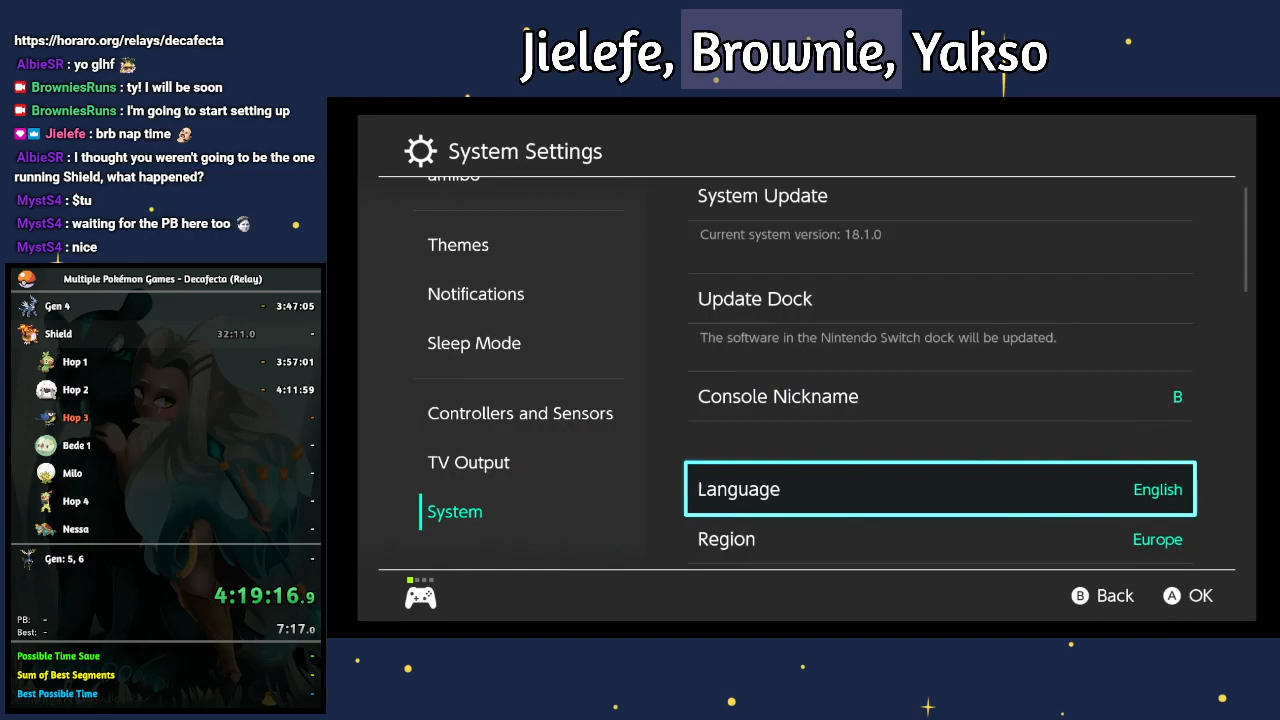 Jielefe, Brownie, Yakso
https://horaro.org/relays/decafecta
AlbieSR : yo glhf
BrowniesRuns : ty! I will be soon
BrowniesRuns : I'm going to start setting up
Jielefe : brb nap time
AlbieSR : I thought you weren't going to be the one
running Shield, what happened?
MystS4 : $tu
MystS4 : waiting for the PB here too
MystS4 : nice
Multiple Pokémon Games - Decafecta (Relay)
Gen 4 - 3:47:05
Shield 32:11.0 -
Hop 1 - 3:57:01
Hop 2 - 4:11:59
Hop 3 -
Bede 1 -
Milo -
Hop 4 -
Nessa -
Gen: 5, 6 -
4:19:16.9
PB: -
Best: -
7:17.0
Possible Time Save -
Sum of Best Segments -
Best Possible Time -
System Settings
amiibo
Themes
Notifications
Sleep Mode
Controllers and Sensors
TV Output
System
System Update
Current system version: 18.1.0
Update Dock
The software in the Nintendo Switch dock will be updated.
Console Nickname B
Language English
Region Europe
B Back A OK